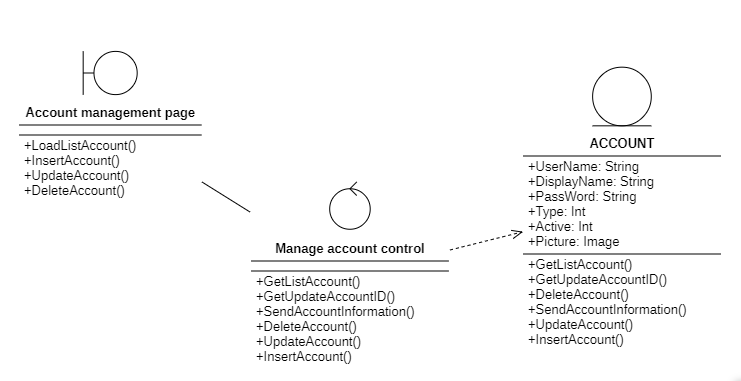 Account management page
+LoadListAccount()
+InsertAccount()
+UpdateAccount()
+DeleteAccount()
Manage account control
+GetListAccount()
+GetUpdateAccountID()
+SendAccountInformation()
+DeleteAccount()
+UpdateAccount()
+InsertAccount()
ACCOUNT
+UserName: String
+DisplayName: String
+PassWord: String
+Type: Int
+Active: Int
+Picture: Image
+GetListAccount()
+GetUpdateAccountID()
+DeleteAccount()
+SendAccountInformation()
+UpdateAccount()
+InsertAccount()